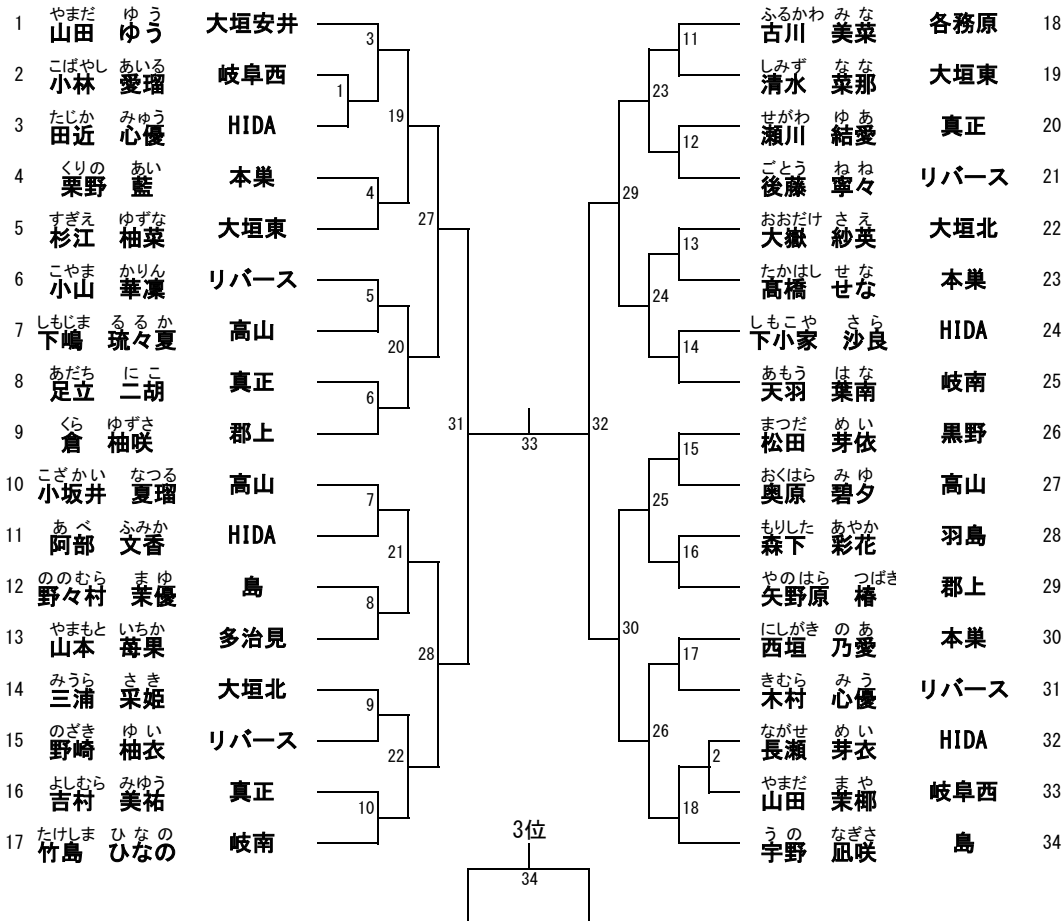 やまだ ゆう
1 山田 ゆう 大垣安井
こばやし あいる
2 小林 愛瑠 岐阜西
たじか みゅう
3 田近 心優 HIDA
くりの あい
4 栗野 藍 本巣
すぎえ ゆずな
5 杉江 柚菜 大垣東
こやま かりん
6 小山 華凜 リバース
しもじま るるか
7 下嶋 琉々夏 高山
あだち にこ
8 足立 二胡 真正
くら ゆずさ
9 倉 柚咲 郡上
こざかい なつる
10 小坂井 夏瑠 高山
あべ ふみか
11 阿部 文香 HIDA
ののむら まゆ
12 野々村 茉優 島
やまもと いちか
13 山本 苺果 多治見
みうら さき
14 三浦 采姫 大垣北
のざき ゆい
15 野崎 柚衣 リバース
よしむら みゆう
16 吉村 美祐 真正
たけしま ひなの
17 竹島 ひなの 岐南
3
1
19
4
27
5
20
6
31
7
21
8
28
9
22
10
33
3位
34
11
23
12
29
13
24
14
32
15
25
16
30
17
26
2
18
ふるかわ みな
古川 美菜 各務原 18
しみず なな
清水 菜那 大垣東 19
せがわ ゆあ
瀬川 結愛 真正 20
ごとう ねね
後藤 寧々 リバース 21
おおだけ さえ
大嶽 紗英 大垣北 22
たかはし せな
髙橋 せな 本巣 23
しもこや さら
下小家 沙良 HIDA 24
あもう はな
天羽 葉南 岐南 25
まつだ めい
松田 芽依 黒野 26
おくはら みゆ
奥原 碧夕 高山 27
もりした あやか
森下 彩花 羽島 28
やのはら つばき
矢野原 椿 郡上 29
にしがき のあ
西垣 乃愛 本巣 30
きむら みう
木村 心優 リバース 31
ながせ めい
長瀬 芽衣 HIDA 32
やまだ まや
山田 茉椰 岐阜西 33
うの なぎさ
宇野 凪咲 島 34